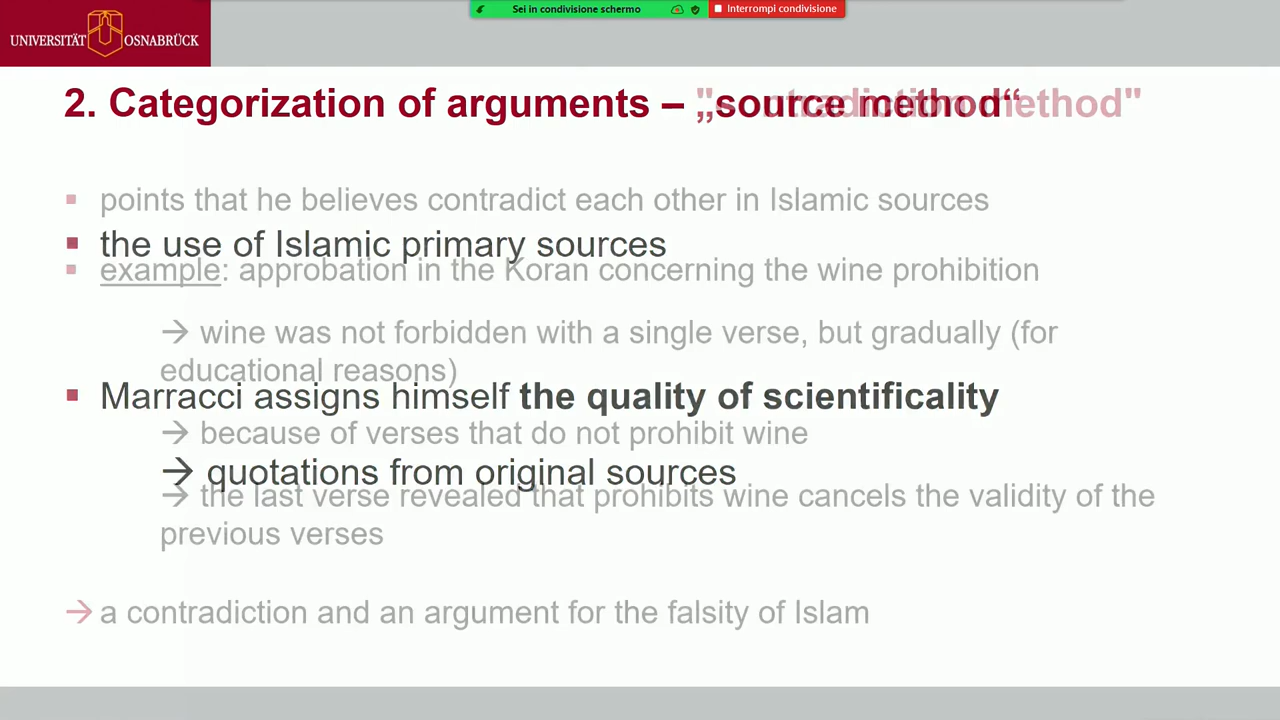 Sei in condivisione schermo
Interrompi condivisione
UNIVERSITÄT OSNABRÜCK
2. Categorization of arguments – „source method“
points that he believes contradict each other in Islamic sources
the use of Islamic primary sources
example: approbation in the Koran concerning the wine prohibition
→ wine was not forbidden with a single verse, but gradually (for
educational reasons)
Marracci assigns himself the quality of scientificality
→ because of verses that do not prohibit wine
→ quotations from original sources
→ the last verse revealed that prohibits wine cancels the validity of the
previous verses
→ a contradiction and an argument for the falsity of Islam